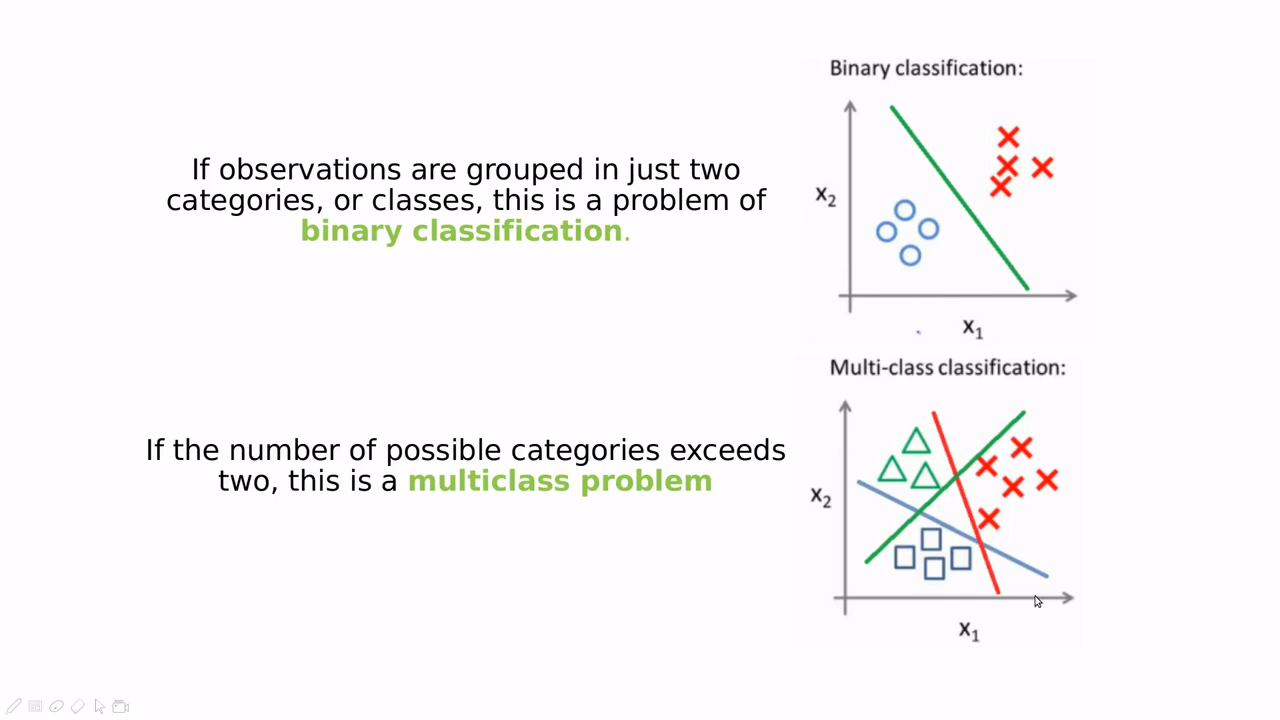 If observations are grouped in just two
categories, or classes, this is a problem of
binary classification.
Binary classification:
x2
x1
If the number of possible categories exceeds
two, this is a multiclass problem
Multi-class classification:
x2
x1